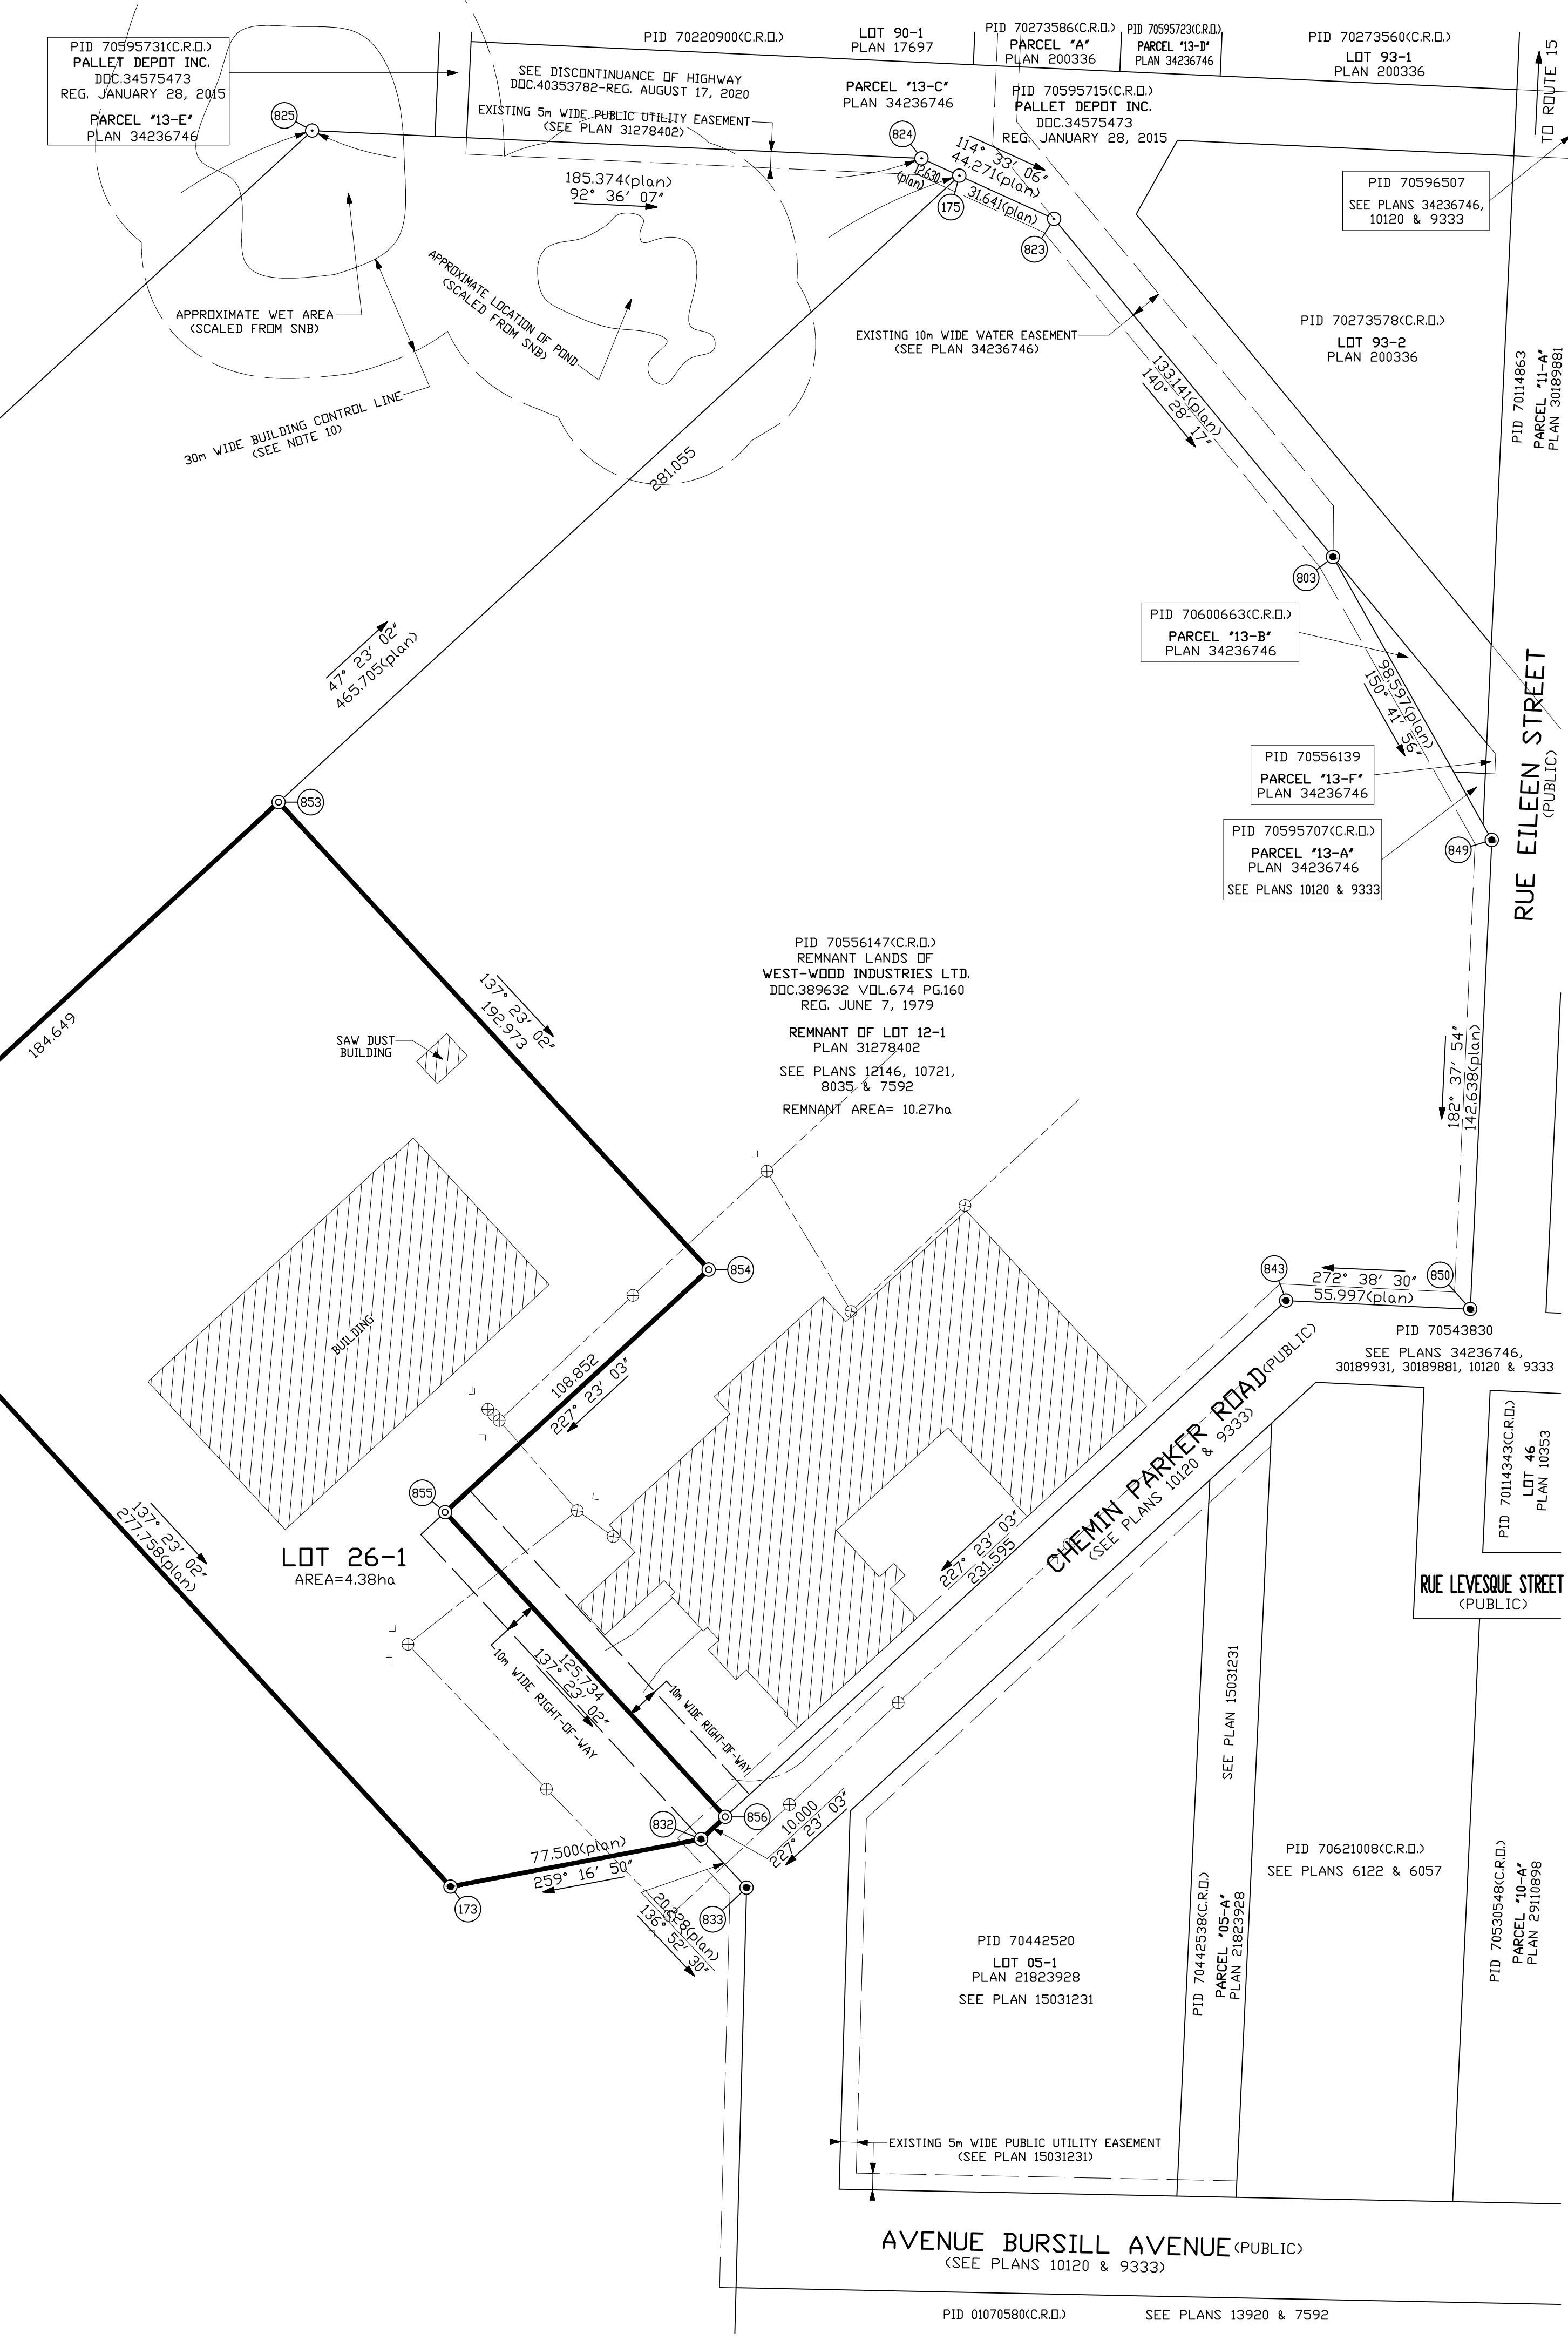 PID 70595731(C.R.O.)
PALLET DEPOT INC.
DOC.34575473
REG. JANUARY 28, 2015
PARCEL "13-E"
PLAN 34236746
PID 70220900(C.R.O.)
LOT 90-1
PLAN 17697
PID 70273586(C.R.O.)
PARCEL "A"
PLAN 200336
PID 70595723(C.R.O.)
PARCEL "13-D"
PLAN 34236746
PID 70273560(C.R.O.)
LOT 93-1
PLAN 200336
TO ROUTE 15
SEE DISCONTINUANCE OF HIGHWAY
DOC.40353782-REG. AUGUST 17, 2020
EXISTING 5m WIDE PUBLIC UTILITY EASEMENT
(SEE PLAN 31278402)
PARCEL "13-C"
PLAN 34236746
PID 70595715(C.R.O.)
PALLET DEPOT INC.
DOC.34575473
REG. JANUARY 28, 2015
825
824
175
823
185.374(plan)
92° 36' 07"
114° 33' 06"
44.271(plan)
12.630
(plan)
31.641(plan)
PID 70596507
SEE PLANS 34236746,
10120 & 9333
APPROXIMATE WET AREA
(SCALED FROM SNB)
APPROXIMATE LOCATION OF POND
(SCALED FROM SNB)
30m WIDE BUILDING CONTROL LINE
(SEE NOTE 10)
EXISTING 10m WIDE WATER EASEMENT
(SEE PLAN 34236746)
PID 70273578(C.R.O.)
LOT 93-2
PLAN 200336
PID 70114863
PARCEL "11-A"
PLAN 30189881
133.141(plan)
140° 28' 17"
281.055
803
PID 70600663(C.R.O.)
PARCEL "13-B"
PLAN 34236746
47° 23' 02"
465.705(plan)
98.597(plan)
150° 41' 56"
PID 70556139
PARCEL "13-F"
PLAN 34236746
RUE EILEEN STREET
(PUBLIC)
853
PID 70595707(C.R.O.)
PARCEL "13-A"
PLAN 34236746
SEE PLANS 10120 & 9333
849
PID 70556147(C.R.O.)
REMNANT LANDS OF
WEST-WOOD INDUSTRIES LTD.
DOC.389632 VOL.674 PG.160
REG. JUNE 7, 1979
REMNANT OF LOT 12-1
PLAN 31278402
SEE PLANS 12146, 10721,
8035 & 7592
REMNANT AREA= 10.27ha
137° 23' 02"
192.973
184.649
SAW DUST
BUILDING
182° 37' 54"
142.638(plan)
854
843
850
272° 38' 30"
55.997(plan)
BUILDING
PID 70543830
SEE PLANS 34236746,
30189931, 30189881, 10120 & 9333
108.852
227° 23' 03"
CHEMIN PARKER ROAD(PUBLIC)
(SEE PLANS 10120 & 9333)
PID 70114343(C.R.O.)
LOT 46
PLAN 10353
855
137° 23' 02"
277.758(plan)
LOT 26-1
AREA=4.38ha
227° 23' 03"
231.595
RUE LEVESQUE STREET
(PUBLIC)
125.734
137° 23' 02"
10m WIDE RIGHT-OF-WAY
10m WIDE RIGHT-OF-WAY
SEE PLAN 15031231
832
856
10.000
227° 23' 03"
77.500(plan)
259° 16' 50"
173
833
20.228(plan)
136° 52' 30"
PID 70621008(C.R.O.)
SEE PLANS 6122 & 6057
PID 70442520
LOT 05-1
PLAN 21823928
SEE PLAN 15031231
PID 70442538(C.R.O.)
PARCEL "05-A"
PLAN 21823928
PID 70530548(C.R.O.)
PARCEL "10-A"
PLAN 29110898
EXISTING 5m WIDE PUBLIC UTILITY EASEMENT
(SEE PLAN 15031231)
AVENUE BURSILL AVENUE(PUBLIC)
(SEE PLANS 10120 & 9333)
PID 01070580(C.R.O.)
SEE PLANS 13920 & 7592